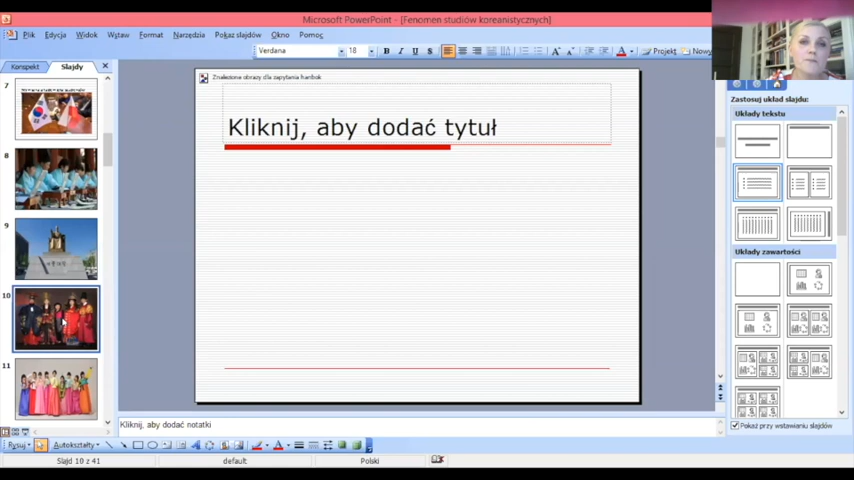 Microsoft PowerPoint - [Fenomen studiów koreanistycznych]
Plik Edycja Widok Wstaw Format Narzędzia Pokaz slajdów Okno Pomoc
Verdana 18 B I U S A A A Projekt Nowy
Konspekt Slajdy
7
8
9
10
11
Znalezione obrazy dla zapytania hanbok
Kliknij, aby dodać tytuł
Zastosuj układ slajdu:
Układy tekstu
Układy zawartości
Pokaż przy wstawianiu slajdów
Kliknij, aby dodać notatki
Rysuj Autokształty
Slajd 10 z 41 default Polski